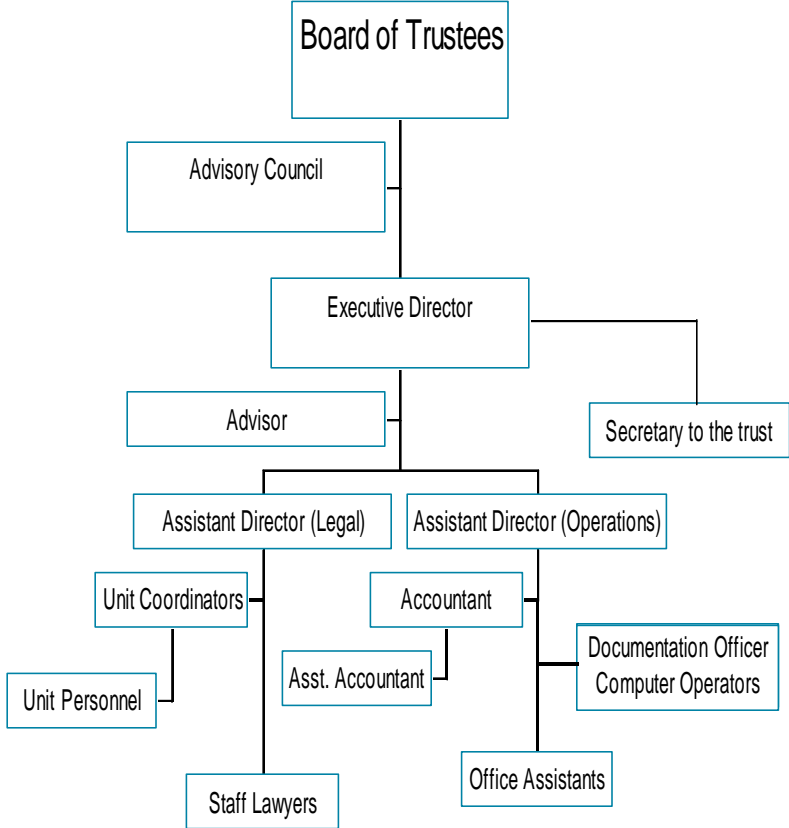 Board of Trustees
Advisory Council
Executive Director
Advisor
Secretary to the trust
Assistant Director (Legal)
Assistant Director (Operations)
Unit Coordinators
Accountant
Documentation Officer
Computer Operators
Unit Personnel
Asst. Accountant
Staff Lawyers
Office Assistants